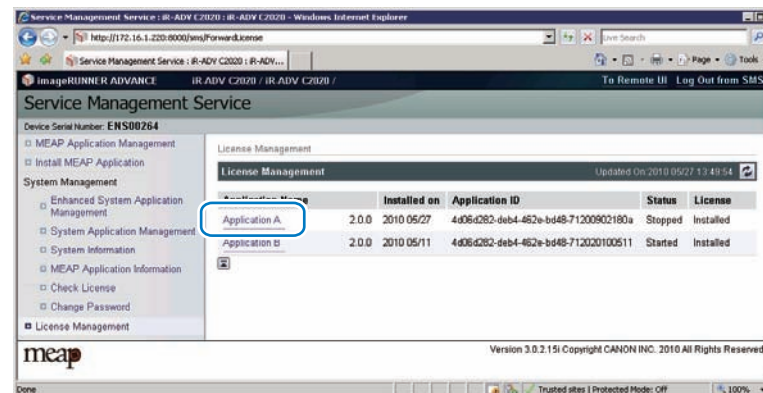 Service Management Service : iR-ADV C2020 : iR-ADV C2020 - Windows Internet Explorer
http://172.16.1.220:8000/sms/ForwardLicense
Live Search
Service Management Service : iR-ADV C2020 : iR-ADV...
Page
Tools
imageRUNNER ADVANCE
iR-ADV C2020 / iR-ADV C2020 /
To Remote UI Log Out from SMS
Service Management Service
Device Serial Number: ENS00264
MEAP Application Management
Install MEAP Application
System Management
Enhanced System Application
Management
System Application Management
System Information
MEAP Application Information
Check License
Change Password
License Management
License Management
License Management
Updated On 2010 05/27 13:49:54
Application Name Installed on Application ID Status License
Application A 2.0.0 2010 05/27 4d06d282-deb4-462e-bd48-71200902180a Stopped Installed
Application B 2.0.0 2010 05/11 4d06d282-deb4-462e-bd48-712020100511 Started Installed
meap
Version 3.0.2.15i Copyright CANON INC. 2010 All Rights Reserved
Done
Trusted sites | Protected Mode: Off
100%